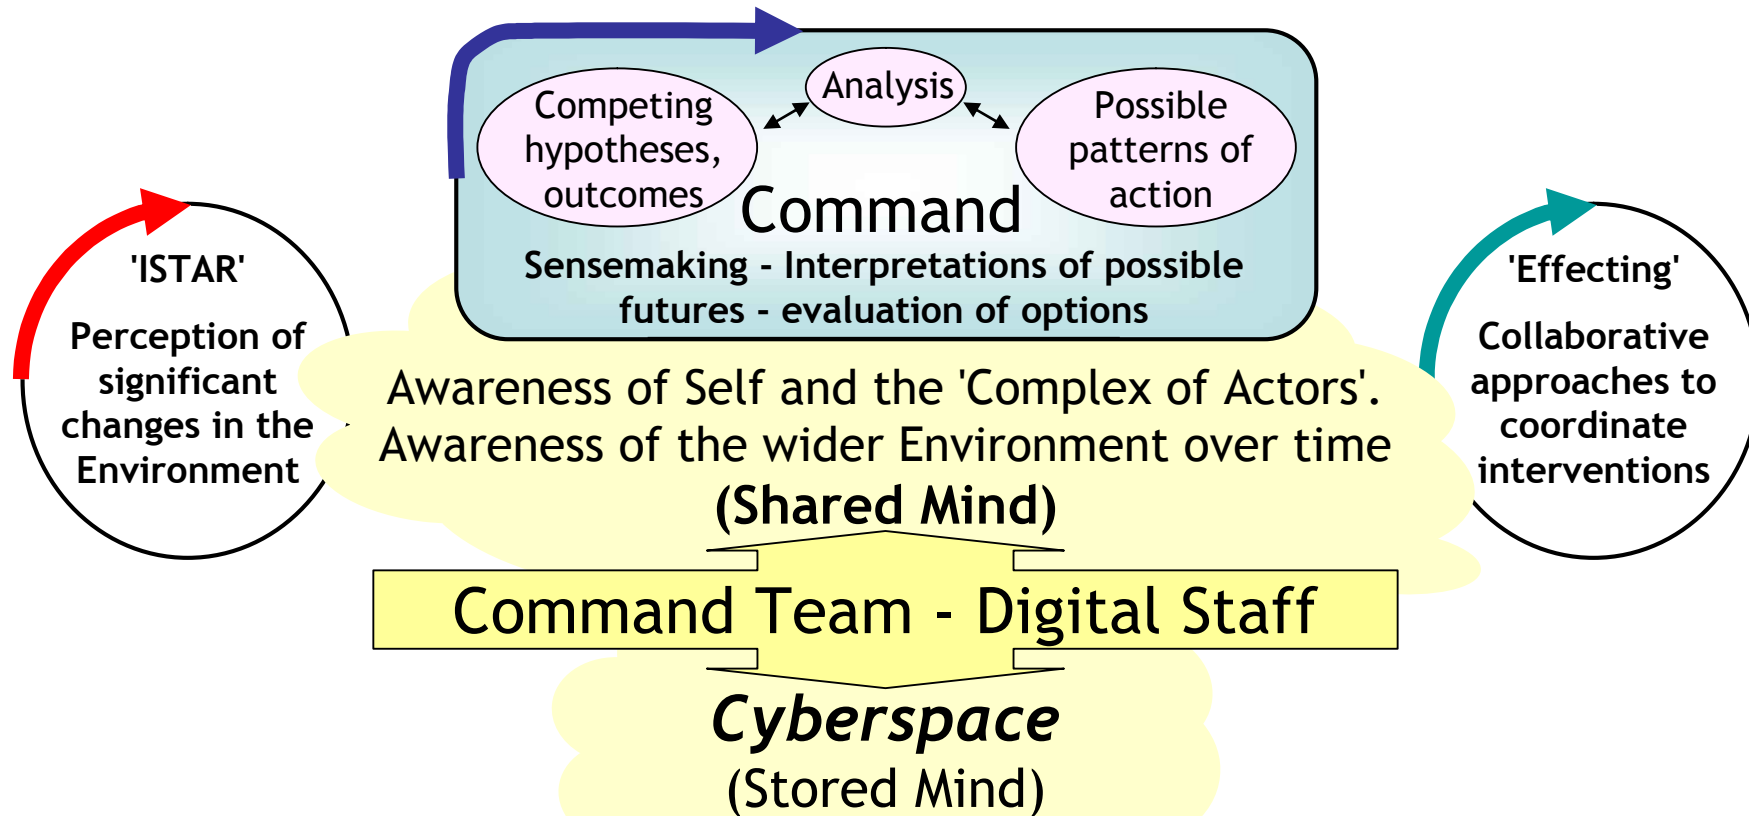 Competing
hypotheses,
outcomes
Analysis
Possible
patterns of
action
Command
Sensemaking - Interpretations of possible
futures - evaluation of options
'ISTAR'
Perception of
significant
changes in the
Environment
'Effecting'
Collaborative
approaches to
coordinate
interventions
Awareness of Self and the 'Complex of Actors'.
Awareness of the wider Environment over time
(Shared Mind)
Command Team - Digital Staff
Cyberspace
(Stored Mind)